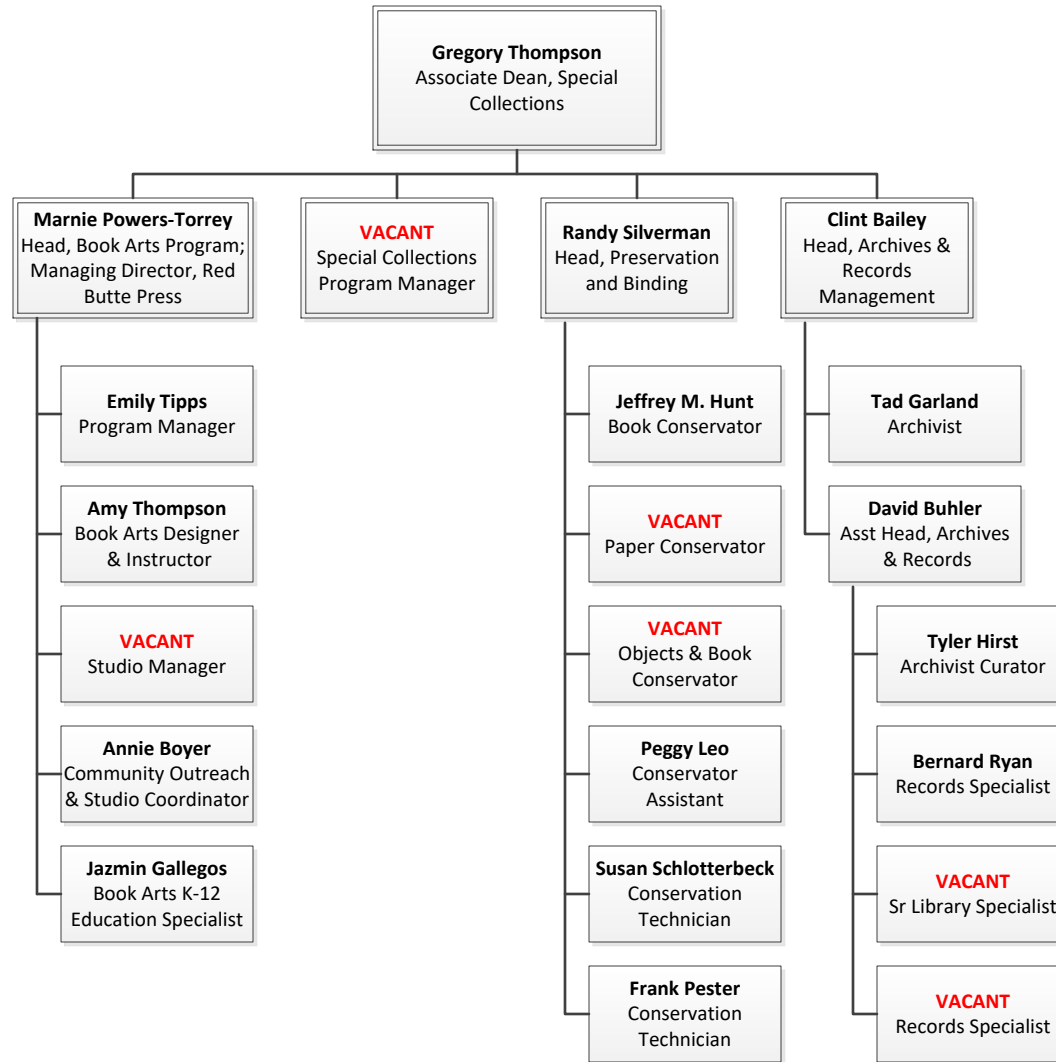 Gregory Thompson
Associate Dean, Special
Collections
Marnie Powers-Torrey
Head, Book Arts Program;
Managing Director, Red
Butte Press
VACANT
Special Collections
Program Manager
Randy Silverman
Head, Preservation
and Binding
Clint Bailey
Head, Archives &
Records
Management
Emily Tipps
Program Manager
Amy Thompson
Book Arts Designer
& Instructor
VACANT
Studio Manager
Annie Boyer
Community Outreach
& Studio Coordinator
Jazmin Gallegos
Book Arts K-12
Education Specialist
Jeffrey M. Hunt
Book Conservator
VACANT
Paper Conservator
VACANT
Objects & Book
Conservator
Peggy Leo
Conservator
Assistant
Susan Schlotterbeck
Conservation
Technician
Frank Pester
Conservation
Technician
Tad Garland
Archivist
David Buhler
Asst Head, Archives
& Records
Tyler Hirst
Archivist Curator
Bernard Ryan
Records Specialist
VACANT
Sr Library Specialist
VACANT
Records Specialist